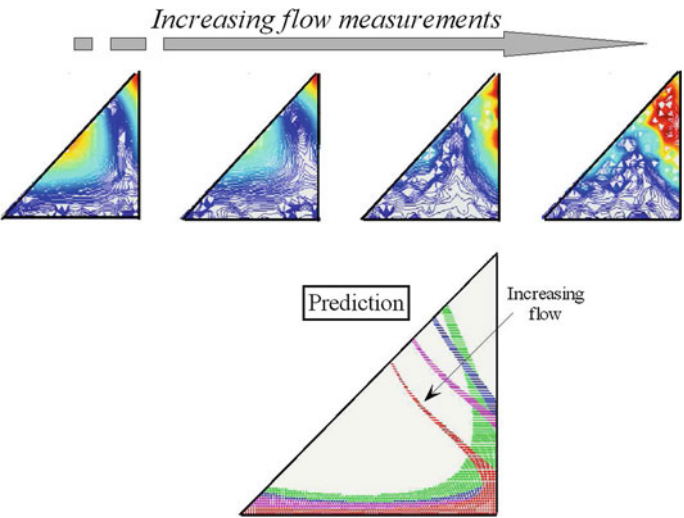 Increasing flow measurements
Prediction
Increasing
flow